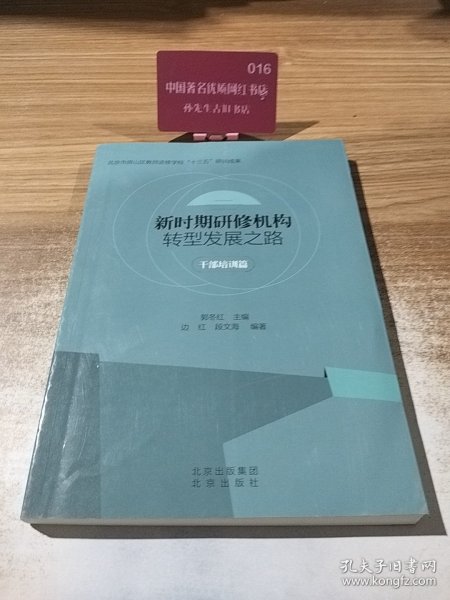 016
中国著名优质网红书店
孙先生古旧书店
北京市房山区教师进修学校“十三五”研训成果
新时期研修机构
转型发展之路
干部培训篇
郭冬红 主编
边红 段文海 编著
北京出版集团
北京出版社
孔夫子旧书网
www.kongfz.com